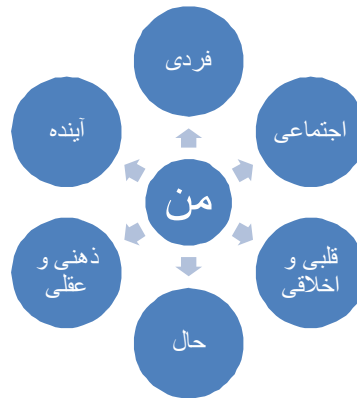 فردی
اجتماعی
آینده
من
قلبی و
اخلاقی
ذهنی و
عقلی
حال